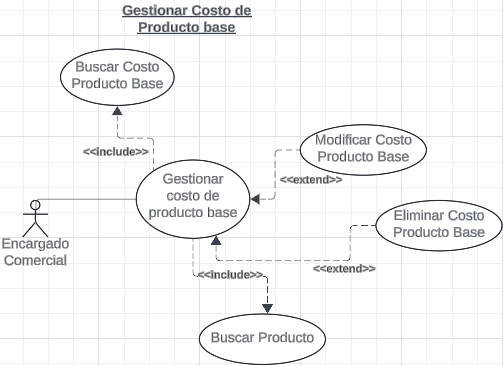 Gestionar Costo de
Producto base
Buscar Costo
Producto Base
<<include>>
Modificar Costo
Producto Base
<<extend>>
Gestionar
costo de
producto base
Eliminar Costo
Producto Base
Encargado
Comercial
<<include>>
<<extend>>
Buscar Producto